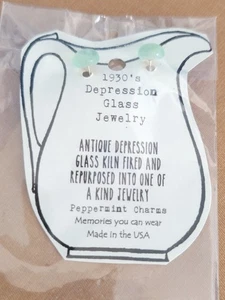 1930's
Depression
Glass
Jewelry
ANTIQUE DEPRESSION
GLASS KILN FIRED AND
REPURPOSED INTO ONE OF
A KIND JEWELRY
Peppermint Charms
Memories you can wear
Made in the USA